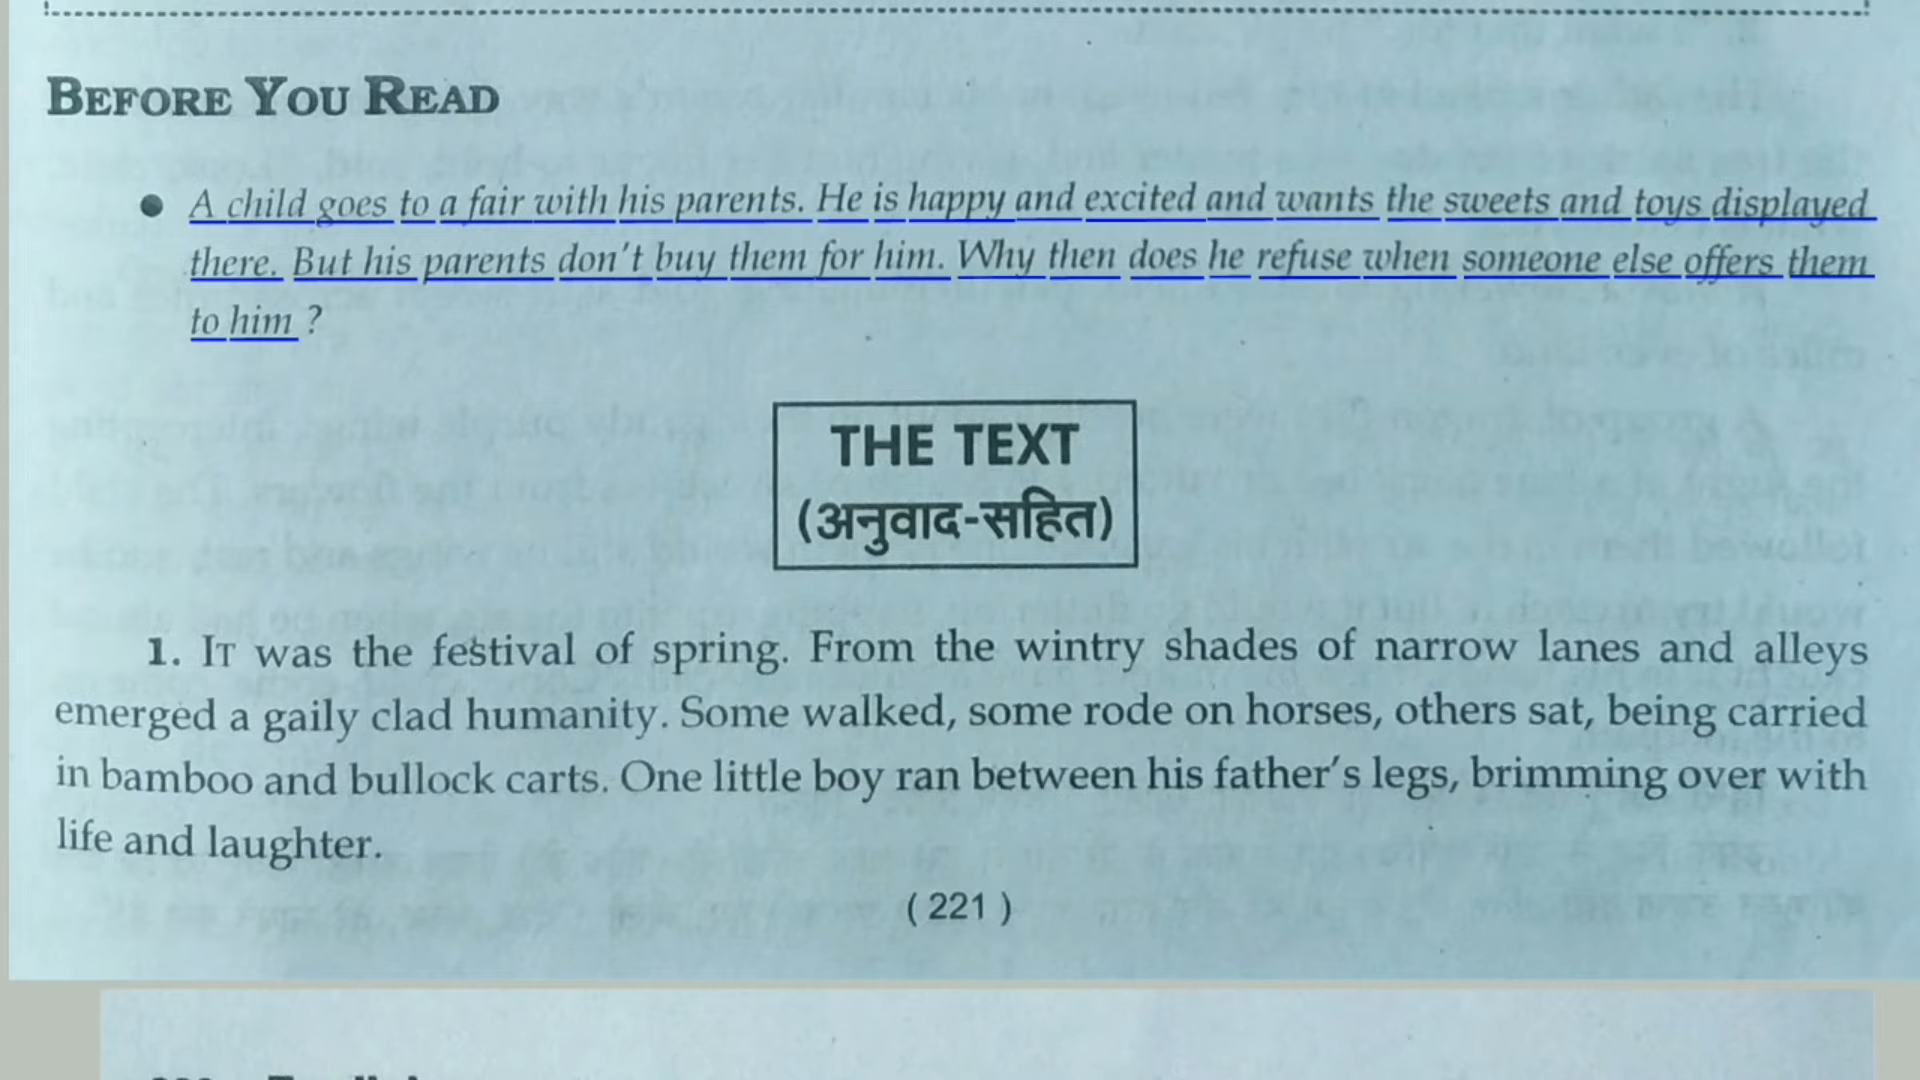 BEFORE YOU READ
● A child goes to a fair with his parents. He is happy and excited and wants the sweets and toys displayed
there. But his parents don't buy them for him. Why then does he refuse when someone else offers them
to him ?
THE TEXT
(अनुवाद-सहित)
1. IT was the festival of spring. From the wintry shades of narrow lanes and alleys
emerged a gaily clad humanity. Some walked, some rode on horses, others sat, being carried
in bamboo and bullock carts. One little boy ran between his father's legs, brimming over with
life and laughter.
( 221 )